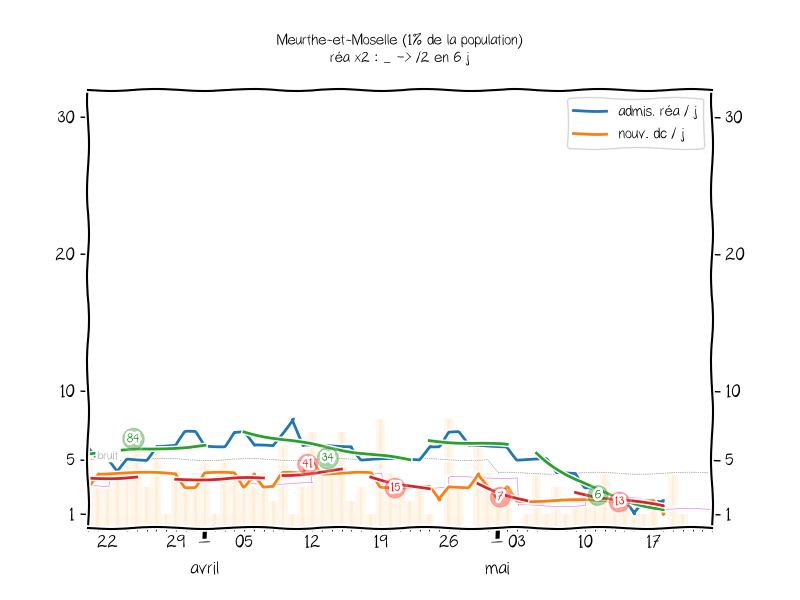 Meurthe-et-Moselle (1% de la population)
réa x2 : _ -> /2 en 6 j
admis. réa / j
nouv. dc / j
30
30
20
20
10
10
5
5
1
1
bruit
84
41
34
15
7
6
13
22 29 05 12 19 26 03 10 17
avril mai